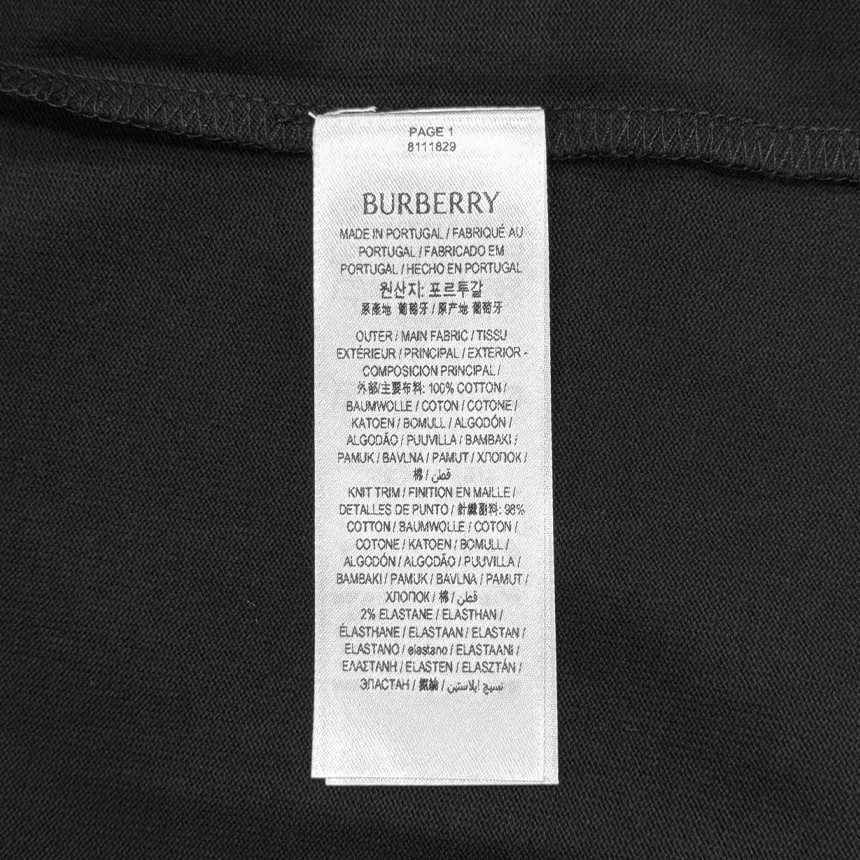 PAGE 1
8111829
BURBERRY
MADE IN PORTUGAL / FABRIQUÉ AU
PORTUGAL / FABRICADO EM
PORTUGAL / HECHO EN PORTUGAL
원산지: 포르투갈
原產地 葡萄牙 / 原产地 葡萄牙
OUTER / MAIN FABRIC / TISSU
EXTÉRIEUR / PRINCIPAL / EXTERIOR -
COMPOSICION PRINCIPAL /
外部/主要布料: 100% COTTON /
BAUMWOLLE / COTON / COTONE /
KATOEN / BOMULL / ALGODÓN /
ALGODÃO / PUUVILLA / BAMBAKI /
PAMUK / BAVLNA / PAMUT / ХЛОПОК /
棉 / قطن
KNIT TRIM / FINITION EN MAILLE /
DETALLES DE PUNTO / 針織副料: 98%
COTTON / BAUMWOLLE / COTON /
COTONE / KATOEN / BOMULL /
ALGODÓN / ALGODÃO / PUUVILLA /
BAMBAKI / PAMUK / BAVLNA / PAMUT /
ХЛОПОК / 棉 / قطن
2% ELASTANE / ELASTHAN /
ÉLASTHANE / ELASTAAN / ELASTAN /
ELASTANO / elastano / ELASTAANI /
ΕΛΑΣΤΑΝΗ / ELASTEN / ELASZTÁN /
ЭЛАСТАН / نسيج إيلاستين /